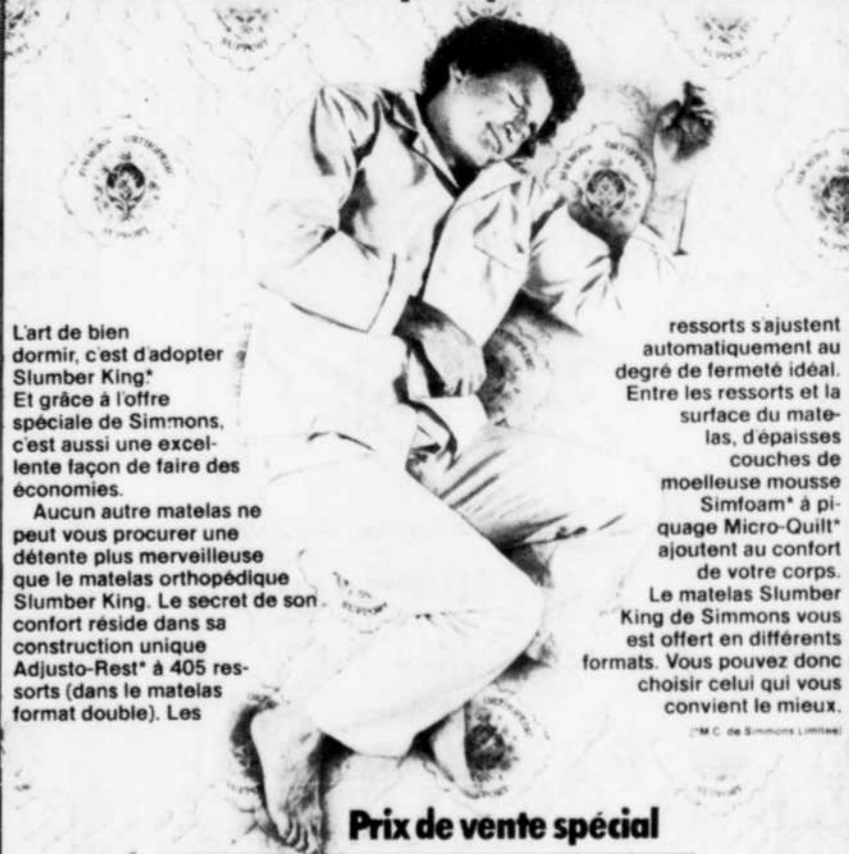 L'art de bien
dormir, c'est d'adopter
Slumber King.*
Et grâce à l'offre
spéciale de Simmons,
c'est aussi une excel-
lente façon de faire des
économies.
Aucun autre matelas ne
peut vous procurer une
détente plus merveilleuse
que le matelas orthopédique
Slumber King. Le secret de son
confort réside dans sa
construction unique
Adjusto-Rest* à 405 res-
sorts (dans le matelas
format double). Les
ressorts s'ajustent
automatiquement au
degré de fermeté idéal.
Entre les ressorts et la
surface du mate-
las, d'épaisses
couches de
moelleuse mousse
Simfoam* à pi-
quage Micro-Quilt*
ajoutent au confort
de votre corps.
Le matelas Slumber
King de Simmons vous
est offert en différents
formats. Vous pouvez donc
choisir celui qui vous
convient le mieux.
(*M.C. de Simmons Limitée)
Prix de vente spécial